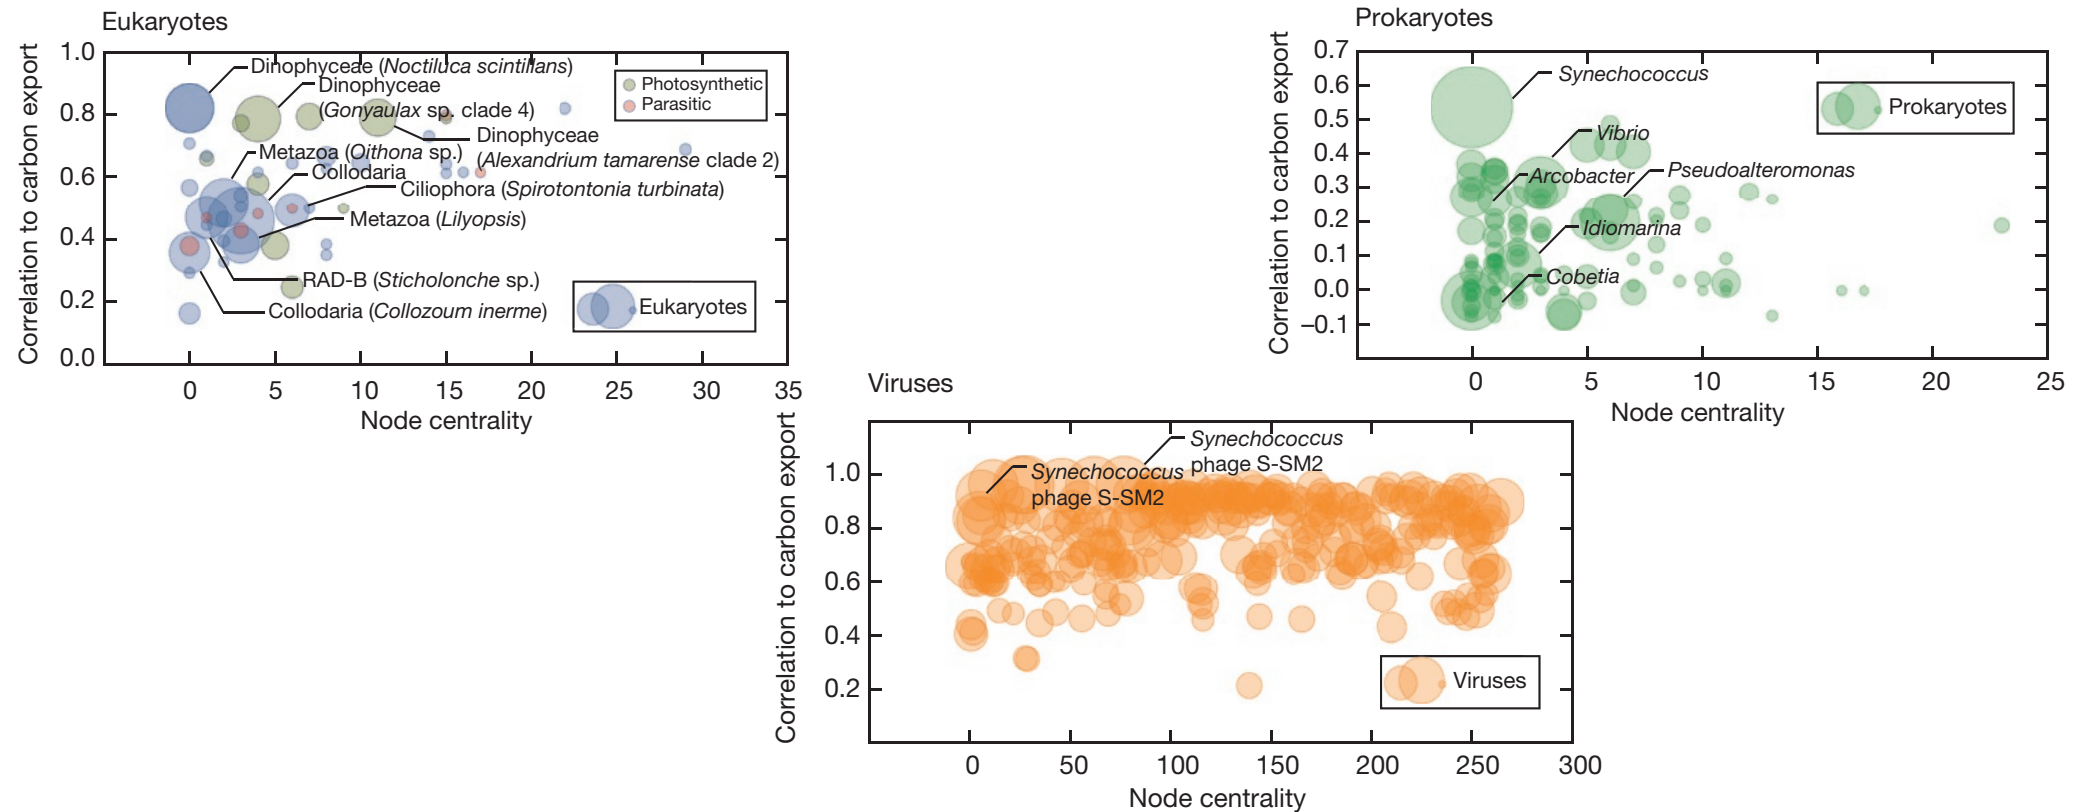 Eukaryotes
Correlation to carbon export
1.0
0.8
0.6
0.4
0.2
0.0
Dinophyceae (Noctiluca scintillans)
Dinophyceae
(Gonyaulax sp. clade 4)
Photosynthetic
Parasitic
Dinophyceae
(Alexandrium tamarense clade 2)
Metazoa (Oithona sp.)
Collodaria
Ciliophora (Spirotontonia turbinata)
Metazoa (Lilyopsis)
RAD-B (Sticholonche sp.)
Collodaria (Collozoum inerme)
Eukaryotes
0 5 10 15 20 25 30 35
Node centrality
Prokaryotes
Correlation to carbon export
0.7
0.6
0.5
0.4
0.3
0.2
0.1
0.0
–0.1
Synechococcus
Prokaryotes
Vibrio
Arcobacter
Pseudoalteromonas
Idiomarina
Cobetia
0 5 10 15 20 25
Node centrality
Viruses
Correlation to carbon export
1.0
0.8
0.6
0.4
0.2
Synechococcus
phage S-SM2
Synechococcus
phage S-SM2
Viruses
0 50 100 150 200 250 300
Node centrality